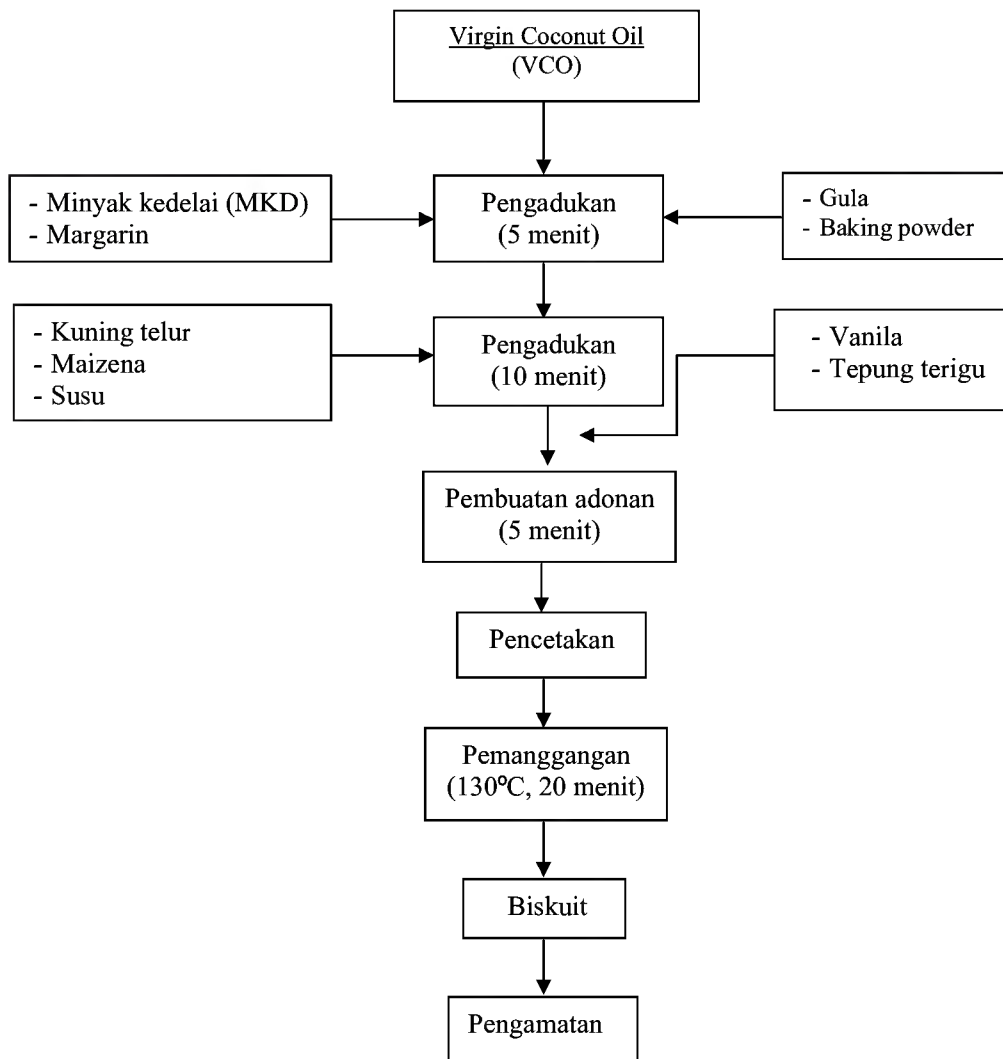 Virgin Coconut Oil
(VCO)
- Minyak kedelai (MKD)
- Margarin
Pengadukan
(5 menit)
- Gula
- Baking powder
- Kuning telur
- Maizena
- Susu
Pengadukan
(10 menit)
- Vanila
- Tepung terigu
Pembuatan adonan
(5 menit)
Pencetakan
Pemanggangan
(130ºC, 20 menit)
Biskuit
Pengamatan